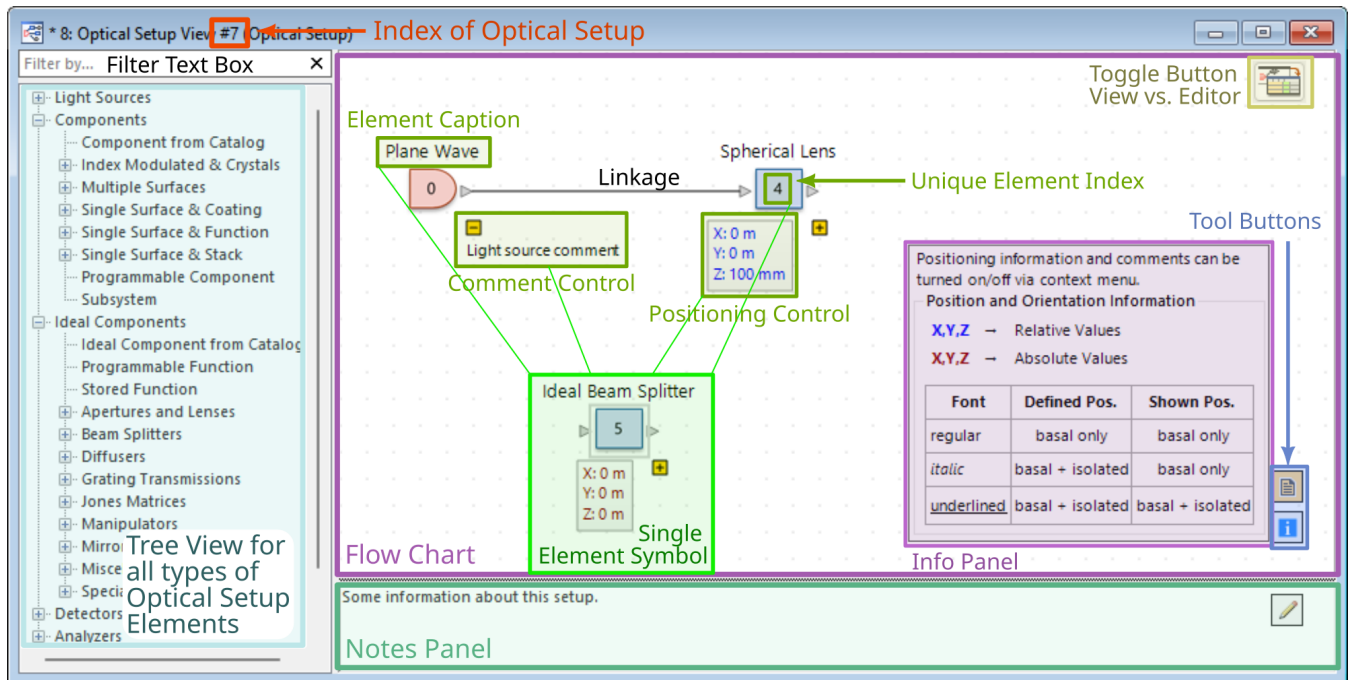 * 8: Optical Setup View #7 (Optical Setup)
Index of Optical Setup
Filter by...
Filter Text Box
Light Sources
Components
Component from Catalog
Index Modulated & Crystals
Multiple Surfaces
Single Surface & Coating
Single Surface & Function
Single Surface & Stack
Programmable Component
Subsystem
Ideal Components
Ideal Component from Catalog
Programmable Function
Stored Function
Apertures and Lenses
Beam Splitters
Diffusers
Grating Transmissions
Jones Matrices
Manipulators
Detectors
Analyzers
Tree View for
all types of
Optical Setup
Elements
Toggle Button
View vs. Editor
Element Caption
Plane Wave
0
Linkage
Spherical Lens
4
Unique Element Index
Light source comment
Comment Control
X: 0 m
Y: 0 m
Z: 100 mm
Positioning Control
Tool Buttons
Positioning information and comments can be
turned on/off via context menu.
Position and Orientation Information
X,Y,Z → Relative Values
X,Y,Z → Absolute Values
Font Defined Pos. Shown Pos.
regular basal only basal only
italic basal + isolated basal only
underlined basal + isolated basal + isolated
Info Panel
Ideal Beam Splitter
5
X: 0 m
Y: 0 m
Z: 0 m
Single
Element Symbol
Flow Chart
Some information about this setup.
Notes Panel